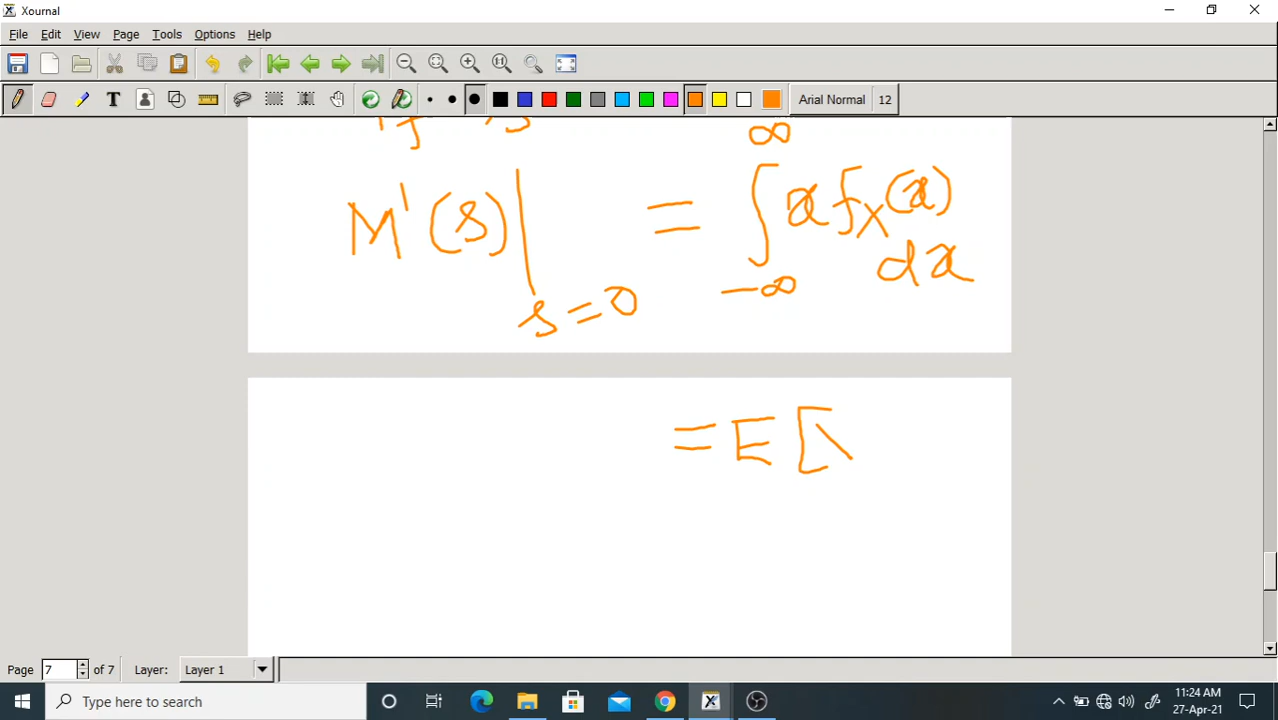 Xournal
File Edit View Page Tools Options Help
Arial Normal 12
∞
M'(s)| = ∫ x fX(x)
dx
s = 0 -∞
= E [
Page 7 of 7 Layer: Layer 1
Type here to search
11:24 AM
27-Apr-21